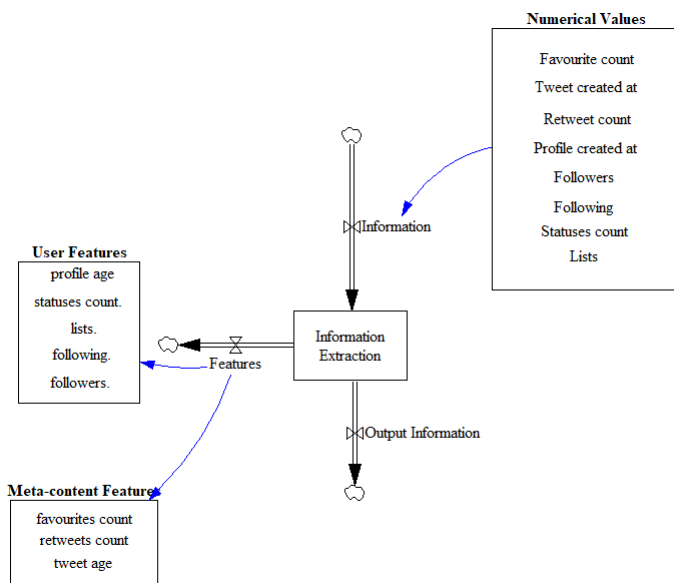 Numerical Values
Favourite count
Tweet created at
Retweet count
Profile created at
Followers
Following
Statuses count
Lists
Information
User Features
profile age
statuses count.
lists.
following.
followers.
Information
Extraction
Features
Output Information
Meta-content Feature
favourites count
retweets count
tweet age